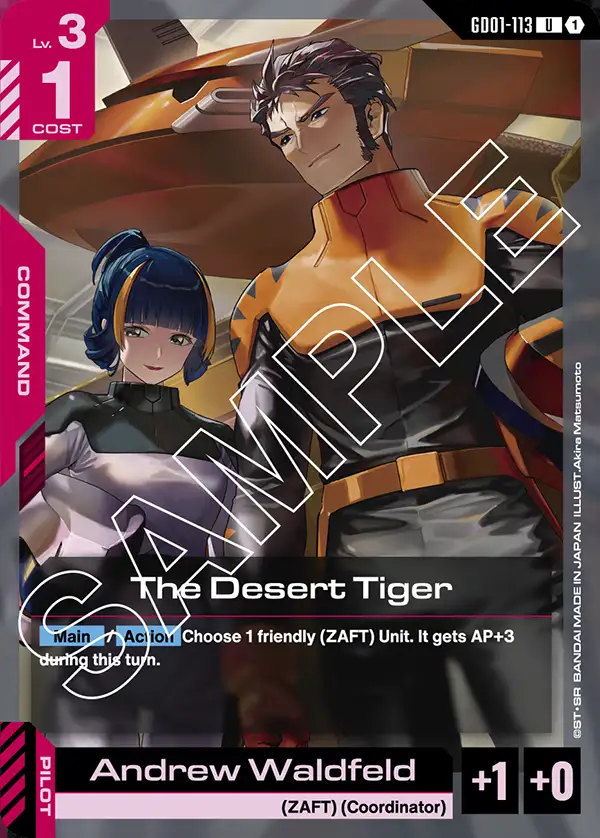 GD01-113 U 1
Lv. 3
1
COST
COMMAND
SAMPLE
The Desert Tiger
Main / Action Choose 1 friendly (ZAFT) Unit. It gets AP+3
during this turn.
©ST・SR BANDAI MADE IN JAPAN ILLUST.Akira Matsumoto
PILOT
Andrew Waldfeld
+1 +0
(ZAFT) (Coordinator)